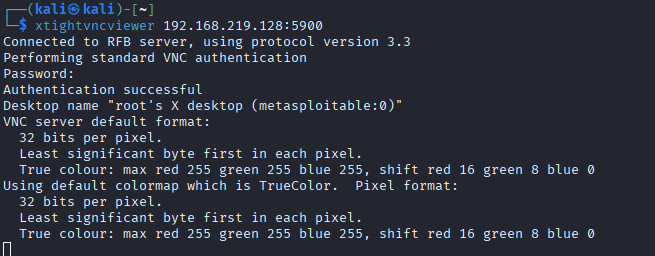 ┌──(kali㉿kali)-[~]
└─$ xtightvncviewer 192.168.219.128:5900
Connected to RFB server, using protocol version 3.3
Performing standard VNC authentication
Password:
Authentication successful
Desktop name "root's X desktop (metasploitable:0)"
VNC server default format:
  32 bits per pixel.
  Least significant byte first in each pixel.
  True colour: max red 255 green 255 blue 255, shift red 16 green 8 blue 0
Using default colormap which is TrueColor.  Pixel format:
  32 bits per pixel.
  Least significant byte first in each pixel.
  True colour: max red 255 green 255 blue 255, shift red 16 green 8 blue 0